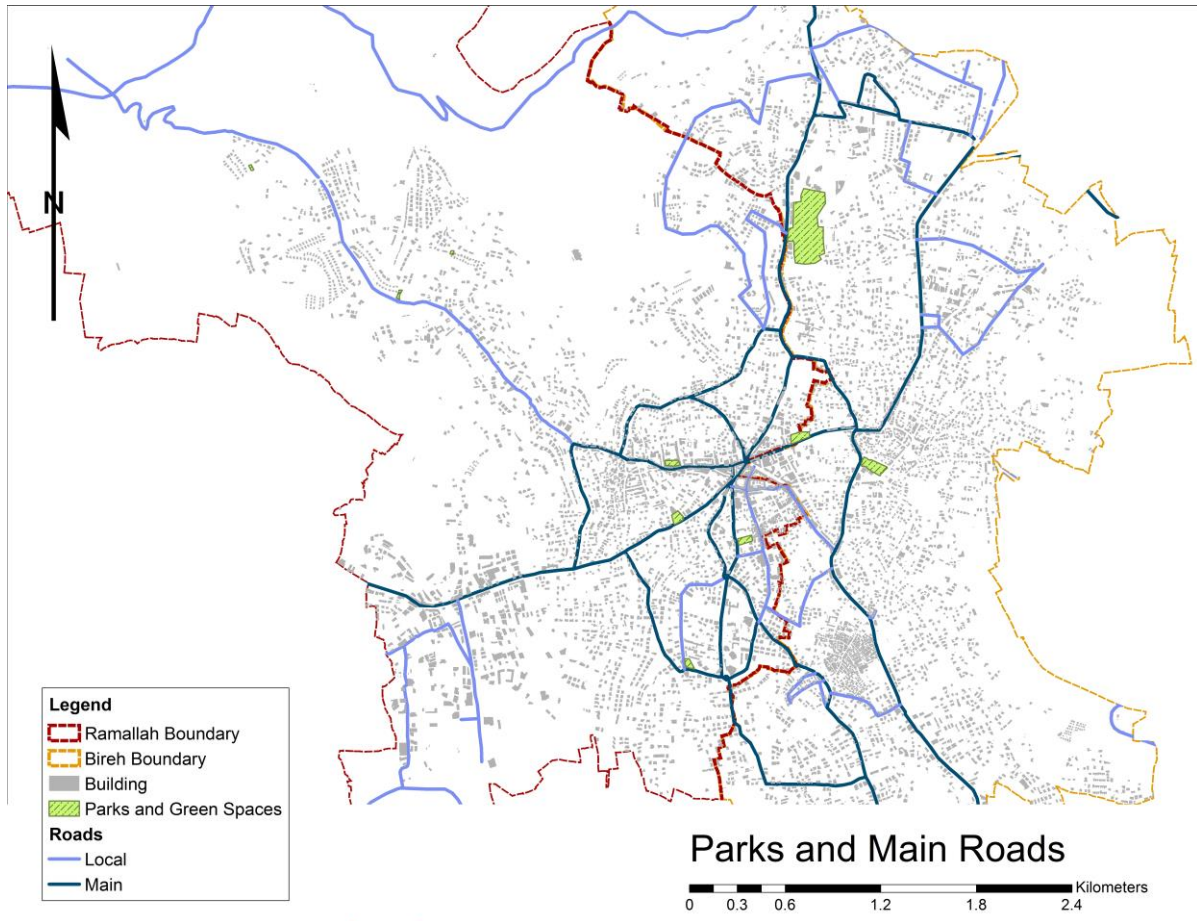 N
Legend
Ramallah Boundary
Bireh Boundary
Building
Parks and Green Spaces
Roads
Local
Main
Parks and Main Roads
Kilometers
0 0.3 0.6 1.2 1.8 2.4